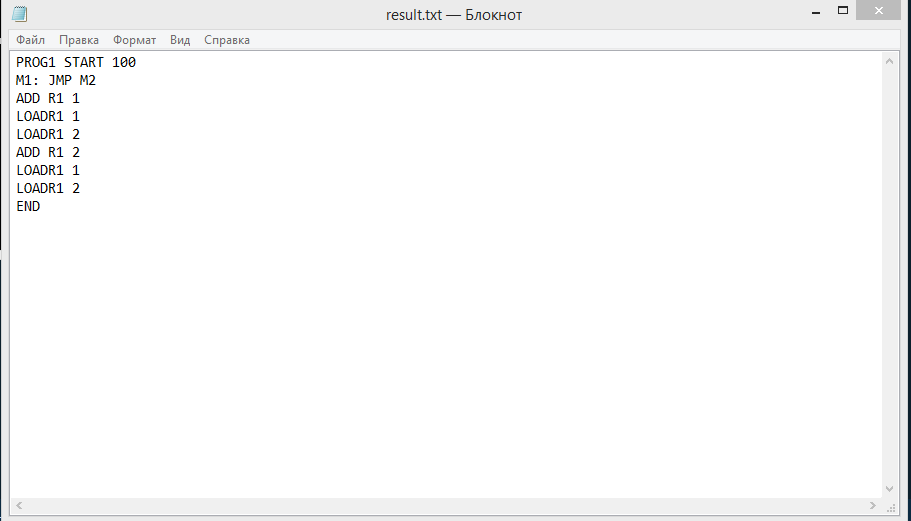 result.txt — Блокнот
Файл Правка Формат Вид Справка
PROG1 START 100
M1: JMP M2
ADD R1 1
LOADR1 1
LOADR1 2
ADD R1 2
LOADR1 1
LOADR1 2
END